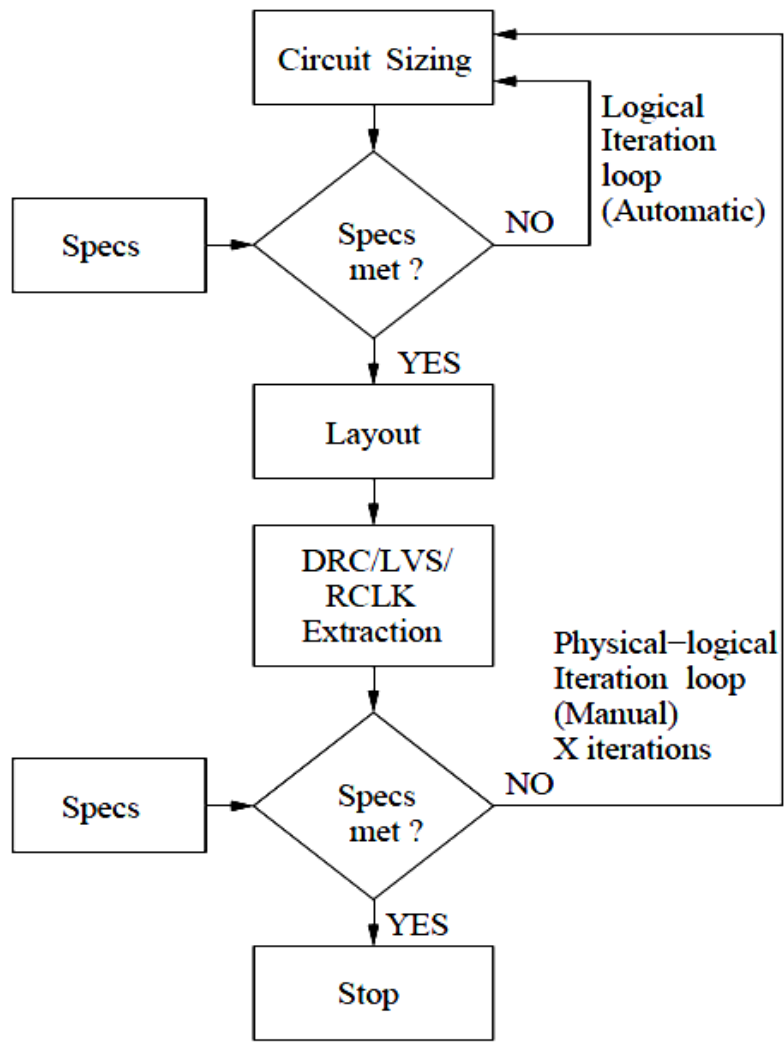 Circuit Sizing
Logical
Iteration
loop
(Automatic)
Specs
Specs
met ?
NO
YES
Layout
DRC/LVS/
RCLK
Extraction
Physical−logical
Iteration loop
(Manual)
X iterations
Specs
Specs
met ?
NO
YES
Stop